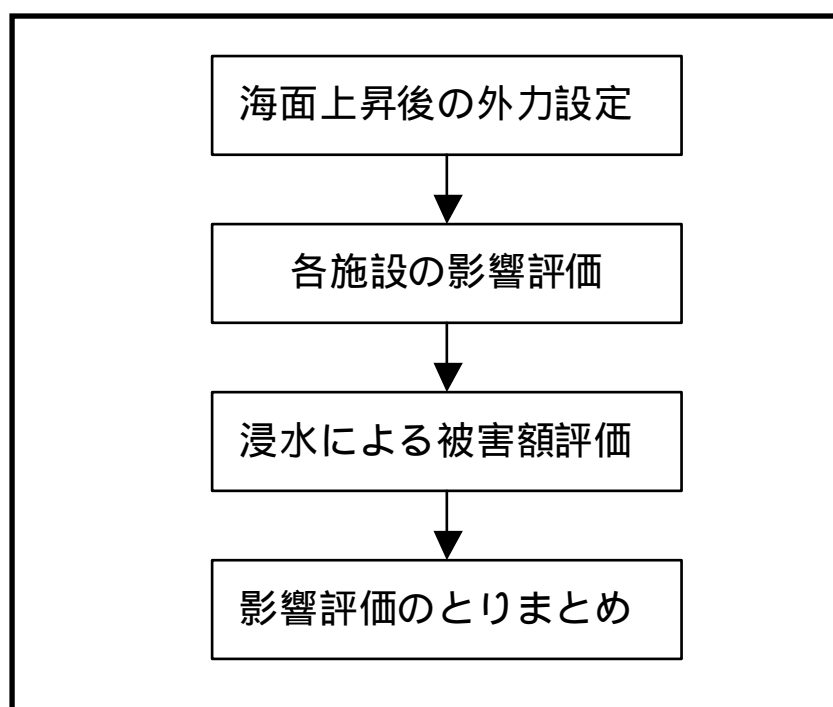 海面上昇後の外力設定
各施設の影響評価
浸水による被害額評価
影響評価のとりまとめ